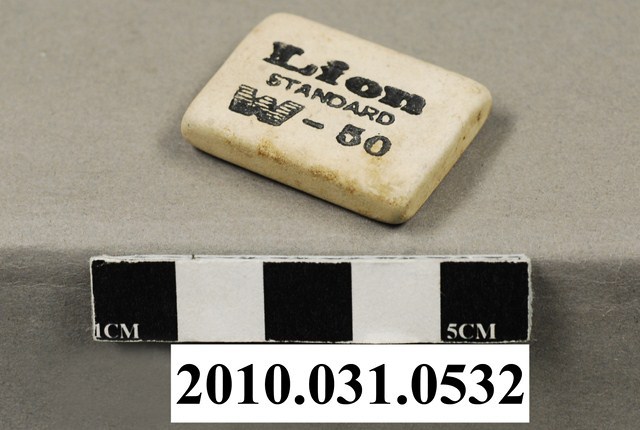 Lion
STANDARD
W - 50
1CM 5CM
2010.031.0532